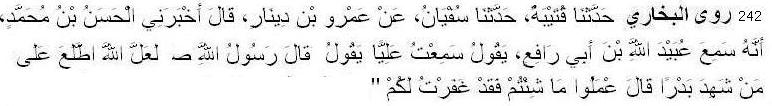 242 روى البخاري حَدَّثَنَا قُتَيْبَةُ، حَدَّثَنَا سُفْيَانُ، عَنْ عَمْرِو بْنِ دِينَارٍ، قَالَ أَخْبَرَنِي الْحَسَنُ بْنُ مُحَمَّدٍ،
أَنَّهُ سَمِعَ عُبَيْدَ اللَّهِ بْنَ أَبِي رَافِعٍ، يَقُولُ سَمِعْتُ عَلِيًّا يَقُولُ قَالَ رَسُولُ اللَّهِ ص لَعَلَّ اللَّهَ اطَّلَعَ عَلَى
مَنْ شَهِدَ بَدْرًا قَالَ عْمَلُوا مَا شِئْتُمْ فَقَدْ غَفَرْتُ لَكُمْ "